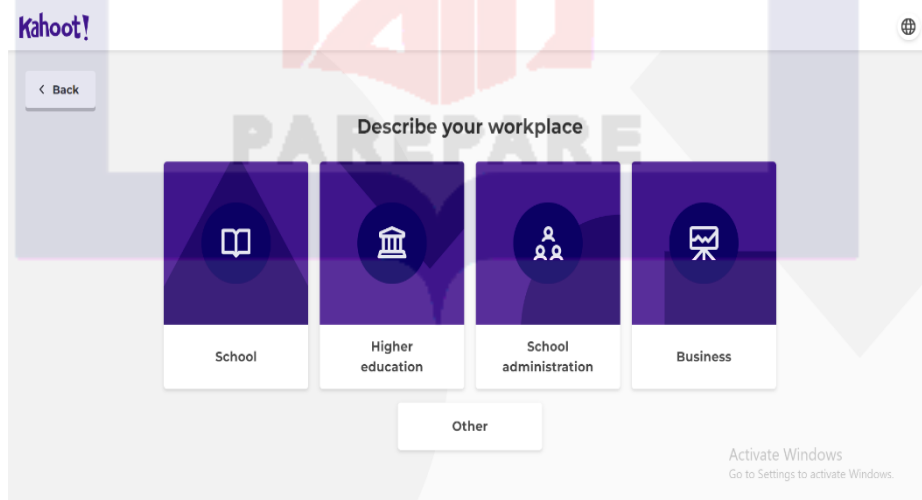 Kahoot!
Back
PAREPARE
Describe your workplace
School
Higher
education
School
administration
Business
Other
Activate Windows
Go to Settings to activate Windows.